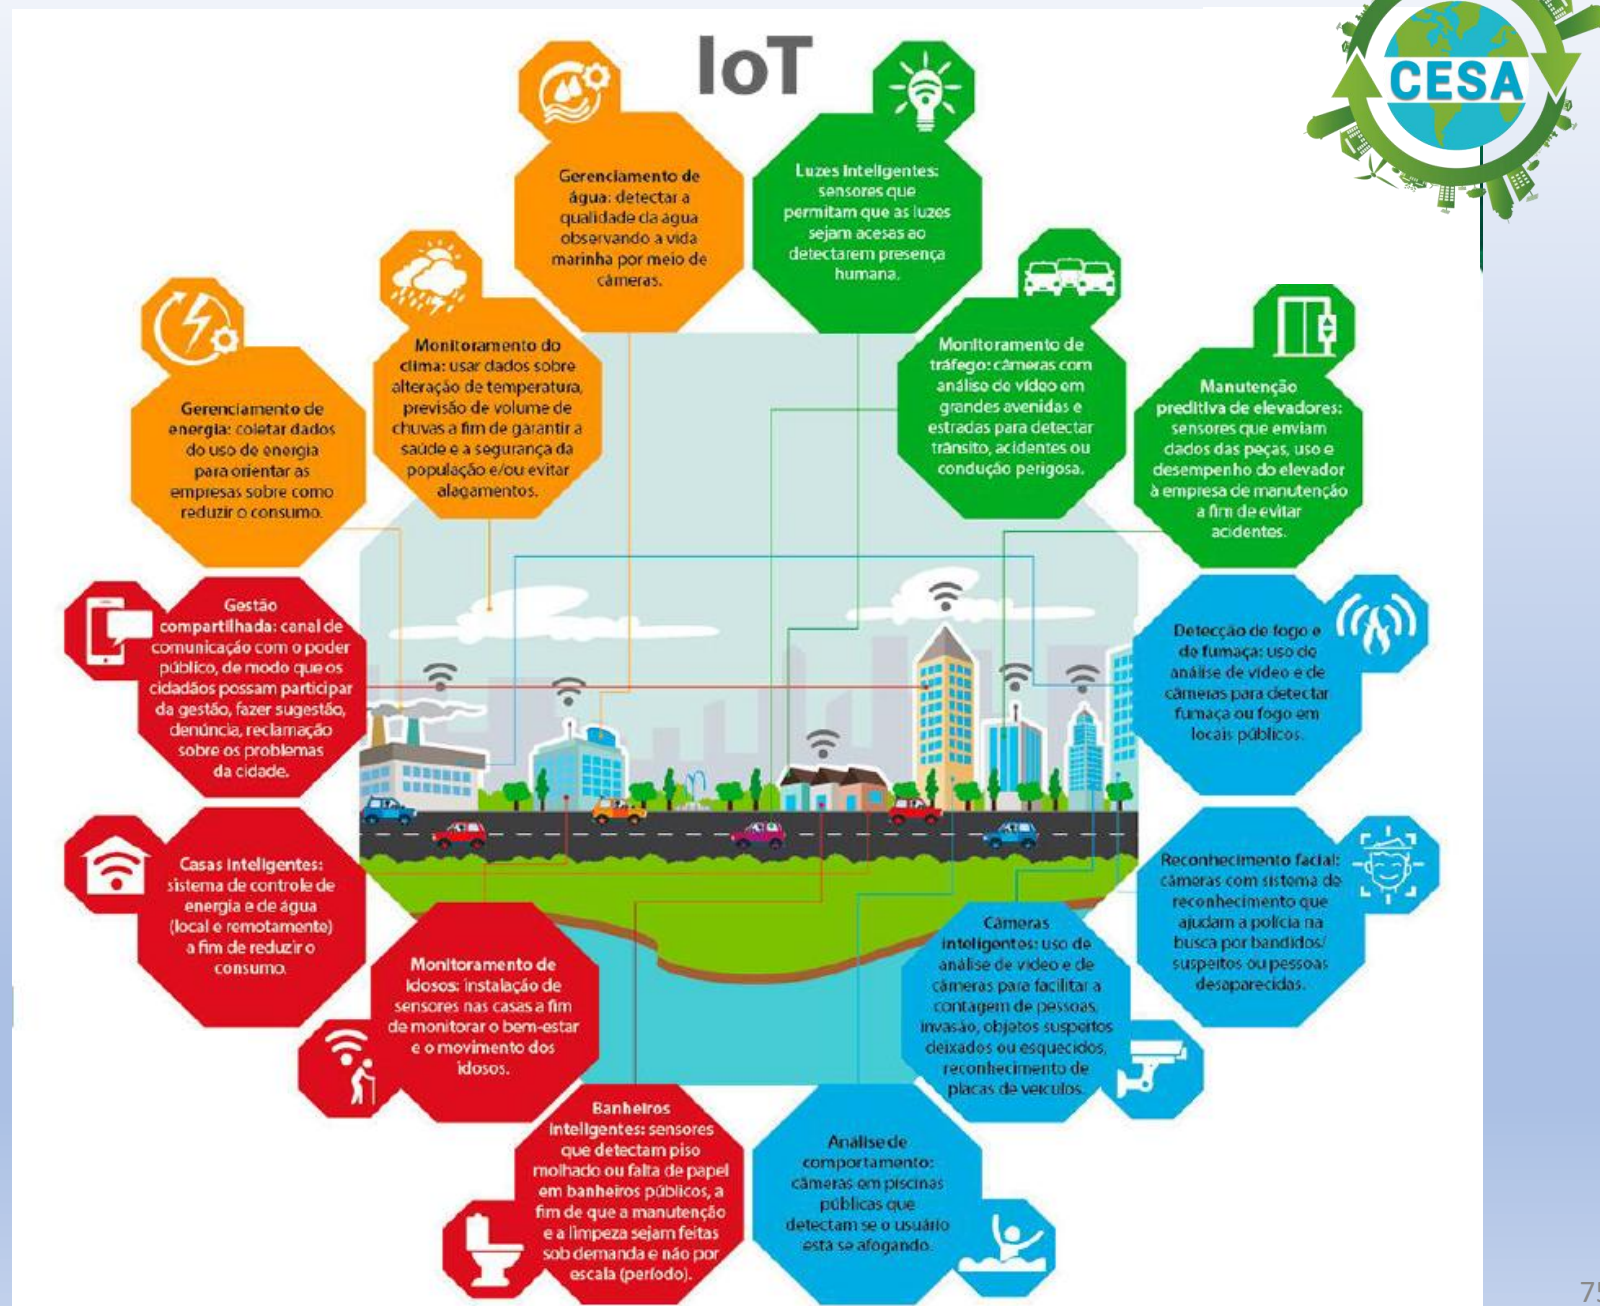 IoT
CESA
Gerenciamento de
água: detectar a
qualidade da água
observando a vida
marinha por meio de
câmeras.
Luzes inteligentes:
sensores que
permitam que as luzes
sejam acesas ao
detectarem presença
humana.
Monitoramento do
clima: usar dados sobre
alteração de temperatura,
previsão de volume de
chuvas a fim de garantir a
saúde e a segurança da
população e/ou evitar
alagamentos.
Monitoramento de
tráfego: câmeras com
análise de vídeo em
grandes avenidas e
estradas para detectar
trânsito, acidentes ou
condução perigosa.
Gerenciamento de
energia: coletar dados
do uso de energia
para orientar as
empresas sobre como
reduzir o consumo.
Manutenção
preditiva de elevadores:
sensores que enviam
dados das peças, uso e
desempenho do elevador
à empresa de manutenção
a fim de evitar
acidentes.
Gestão
compartilhada: canal de
comunicação com o poder
público, de modo que os
cidadãos possam participar
da gestão, fazer sugestão,
denúncia, reclamação
sobre os problemas
da cidade.
Detecção de fogo e
de fumaça: uso de
análise de vídeo e de
câmeras para detectar
fumaça ou fogo em
locais públicos.
Casas inteligentes:
sistema de controle de
energia e de água
(local e remotamente)
a fim de reduzir o
consumo.
Reconhecimento facial:
câmeras com sistema de
reconhecimento que
ajudam a polícia na
busca por bandidos/
suspeitos ou pessoas
desaparecidas.
Monitoramento de
idosos: instalação de
sensores nas casas a fim
de monitorar o bem-estar
e o movimento dos
idosos.
Câmeras
inteligentes: uso de
análise de vídeo e de
câmeras para facilitar a
contagem de pessoas,
invasão, objetos suspeitos
deixados ou esquecidos,
reconhecimento de
placas de veículos.
Banheiros
inteligentes: sensores
que detectam piso
molhado ou falta de papel
em banheiros públicos, a
fim de que a manutenção
e a limpeza sejam feitas
sob demanda e não por
escala (período).
Análise de
comportamento:
câmeras em piscinas
públicas que
detectam se o usuário
está se afogando.
75